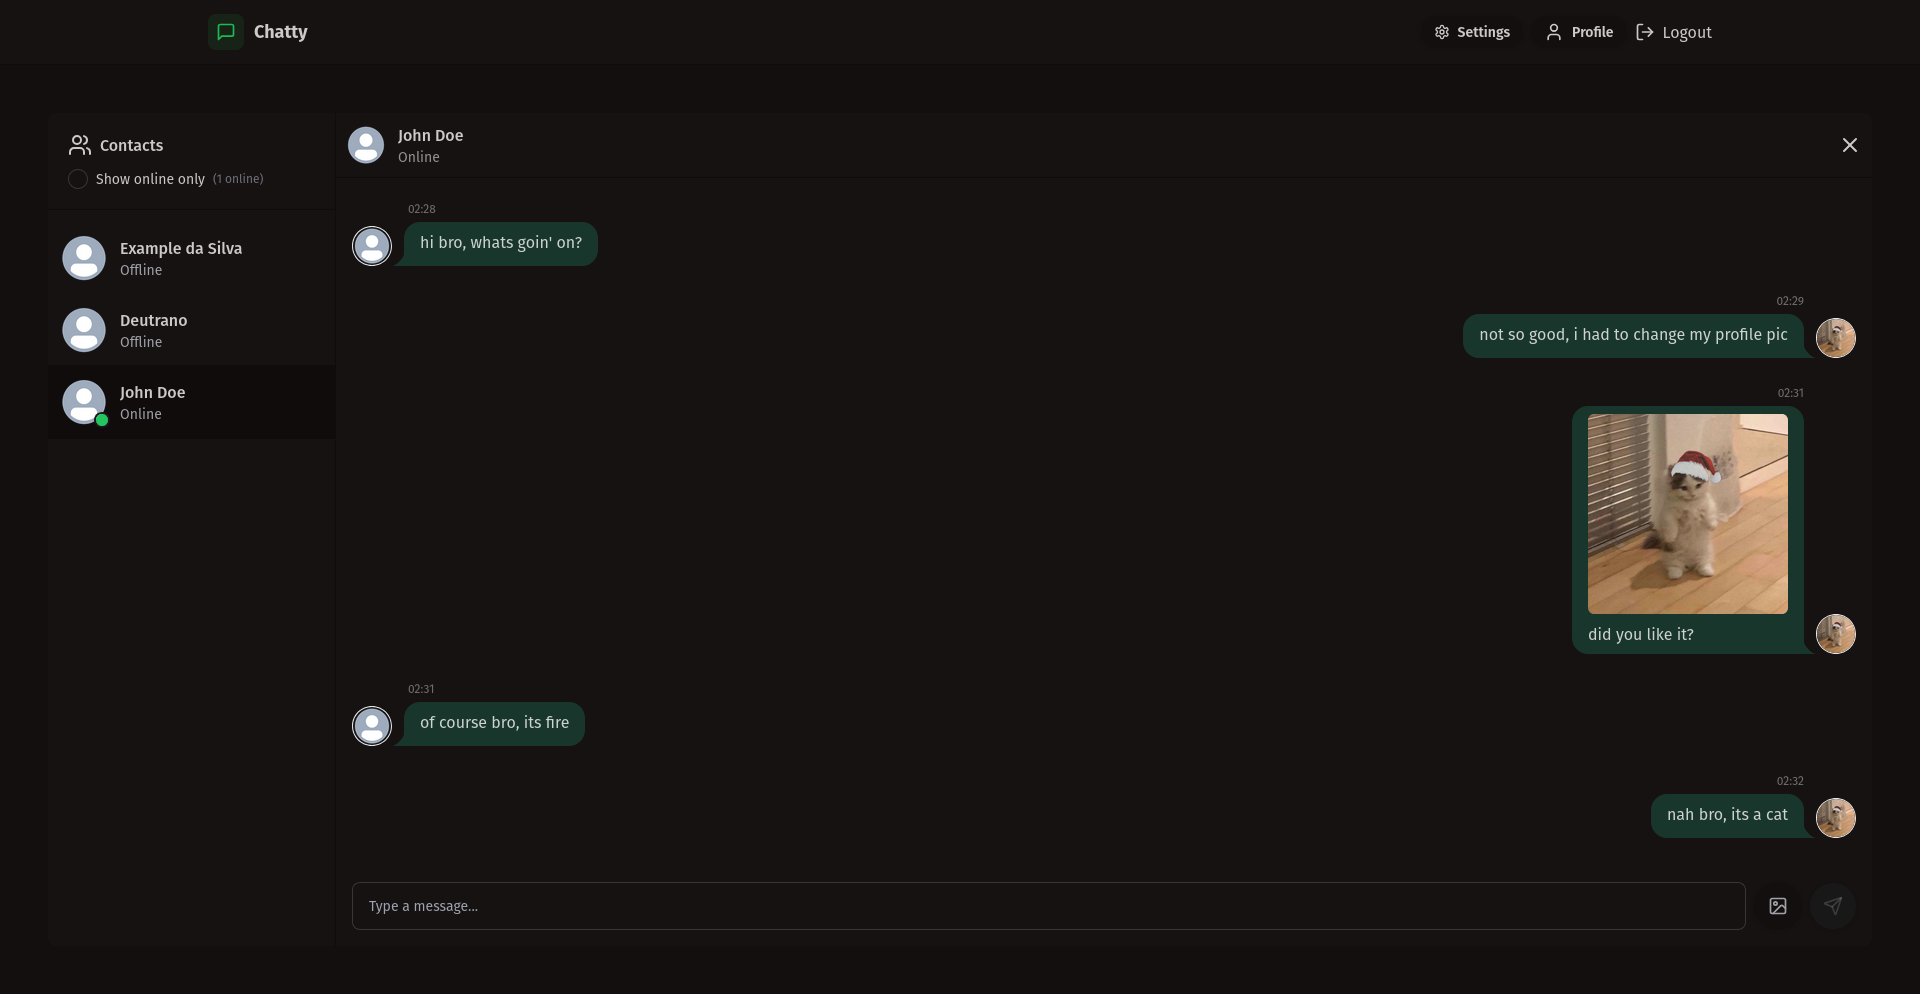 Chatty
Settings
Profile
Logout
Contacts
Show online only (1 online)
Example da Silva
Offline
Deutrano
Offline
John Doe
Online
John Doe
Online
02:28
hi bro, whats goin' on?
02:29
not so good, i had to change my profile pic
02:31
did you like it?
02:31
of course bro, its fire
02:32
nah bro, its a cat
Type a message...